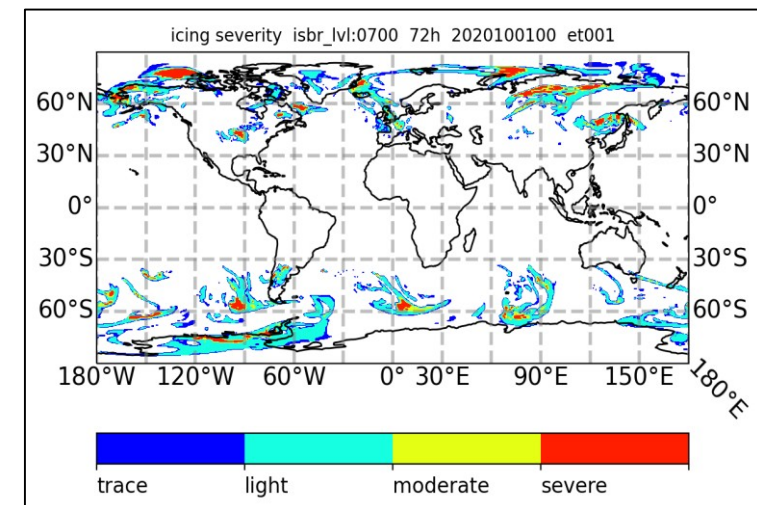 icing severity isbr_lvl:0700 72h 2020100100 et001
60°N 60°N
30°N 30°N
0° 0°
30°S 30°S
60°S 60°S
180°W 120°W 60°W 0° 30°E 90°E 150°E 180°E
trace light moderate severe